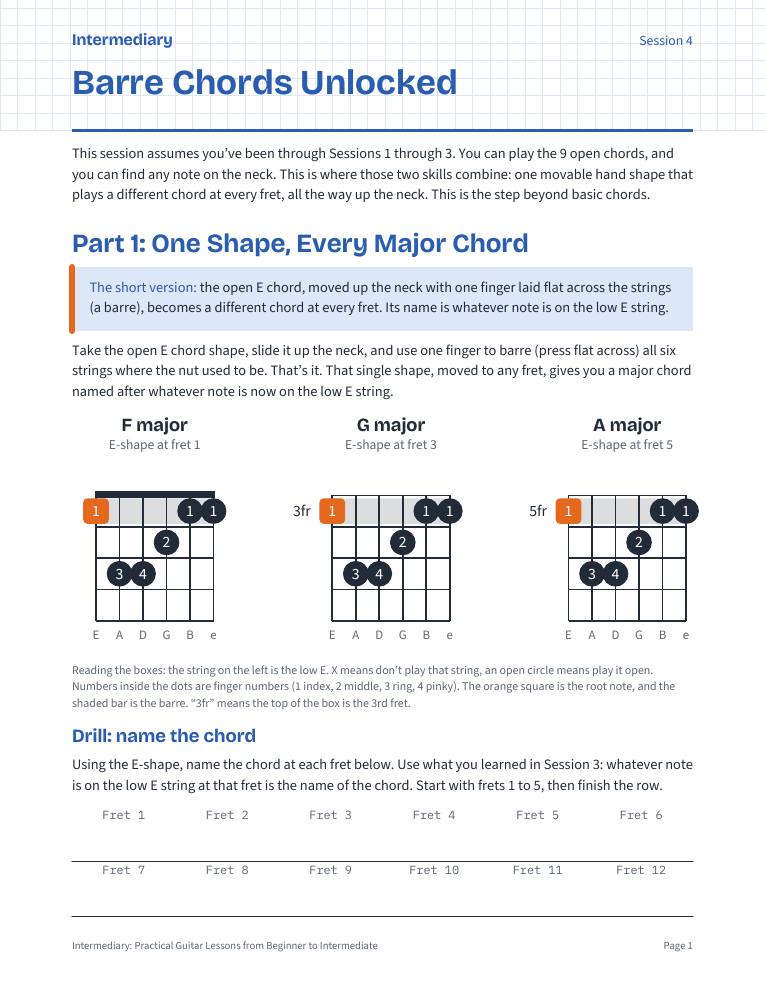 Intermediary Session 4
Barre Chords Unlocked
This session assumes you’ve been through Sessions 1 through 3. You can play the 9 open chords, and
you can find any note on the neck. This is where those two skills combine: one movable hand shape that
plays a different chord at every fret, all the way up the neck. This is the step beyond basic chords.
Part 1: One Shape, Every Major Chord
The short version: the open E chord, moved up the neck with one finger laid flat across the strings
(a barre), becomes a different chord at every fret. Its name is whatever note is on the low E string.
Take the open E chord shape, slide it up the neck, and use one finger to barre (press flat across) all six
strings where the nut used to be. That’s it. That single shape, moved to any fret, gives you a major chord
named after whatever note is now on the low E string.
F major G major A major
E-shape at fret 1 E-shape at fret 3 E-shape at fret 5
1 1 1 3fr 1 1 1 5fr 1 1 1
2 2 2
3 4 3 4 3 4
E A D G B e E A D G B e E A D G B e
Reading the boxes: the string on the left is the low E. X means don’t play that string, an open circle means play it open.
Numbers inside the dots are finger numbers (1 index, 2 middle, 3 ring, 4 pinky). The orange square is the root note, and the
shaded bar is the barre. “3fr” means the top of the box is the 3rd fret.
Drill: name the chord
Using the E-shape, name the chord at each fret below. Use what you learned in Session 3: whatever note
is on the low E string at that fret is the name of the chord. Start with frets 1 to 5, then finish the row.
Fret 1 Fret 2 Fret 3 Fret 4 Fret 5 Fret 6
Fret 7 Fret 8 Fret 9 Fret 10 Fret 11 Fret 12
Intermediary: Practical Guitar Lessons from Beginner to Intermediate Page 1